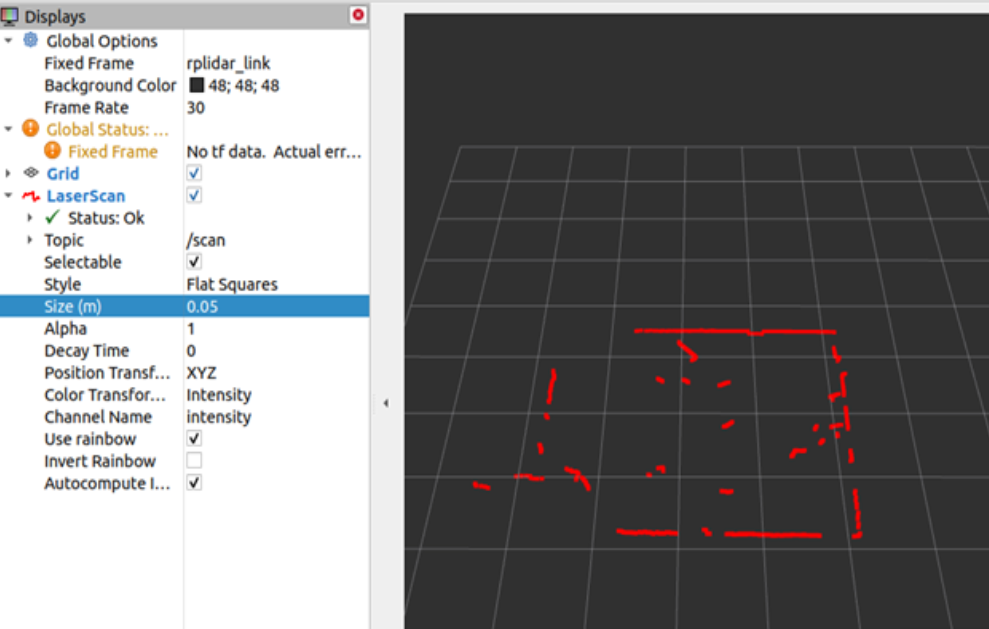 Displays
Global Options
Fixed Frame rplidar_link
Background Color 48; 48; 48
Frame Rate 30
Global Status: ...
Fixed Frame No tf data. Actual err...
Grid
LaserScan
Status: Ok
Topic /scan
Selectable
Style Flat Squares
Size (m) 0.05
Alpha 1
Decay Time 0
Position Transf... XYZ
Color Transfor... Intensity
Channel Name intensity
Use rainbow
Invert Rainbow
Autocompute I...